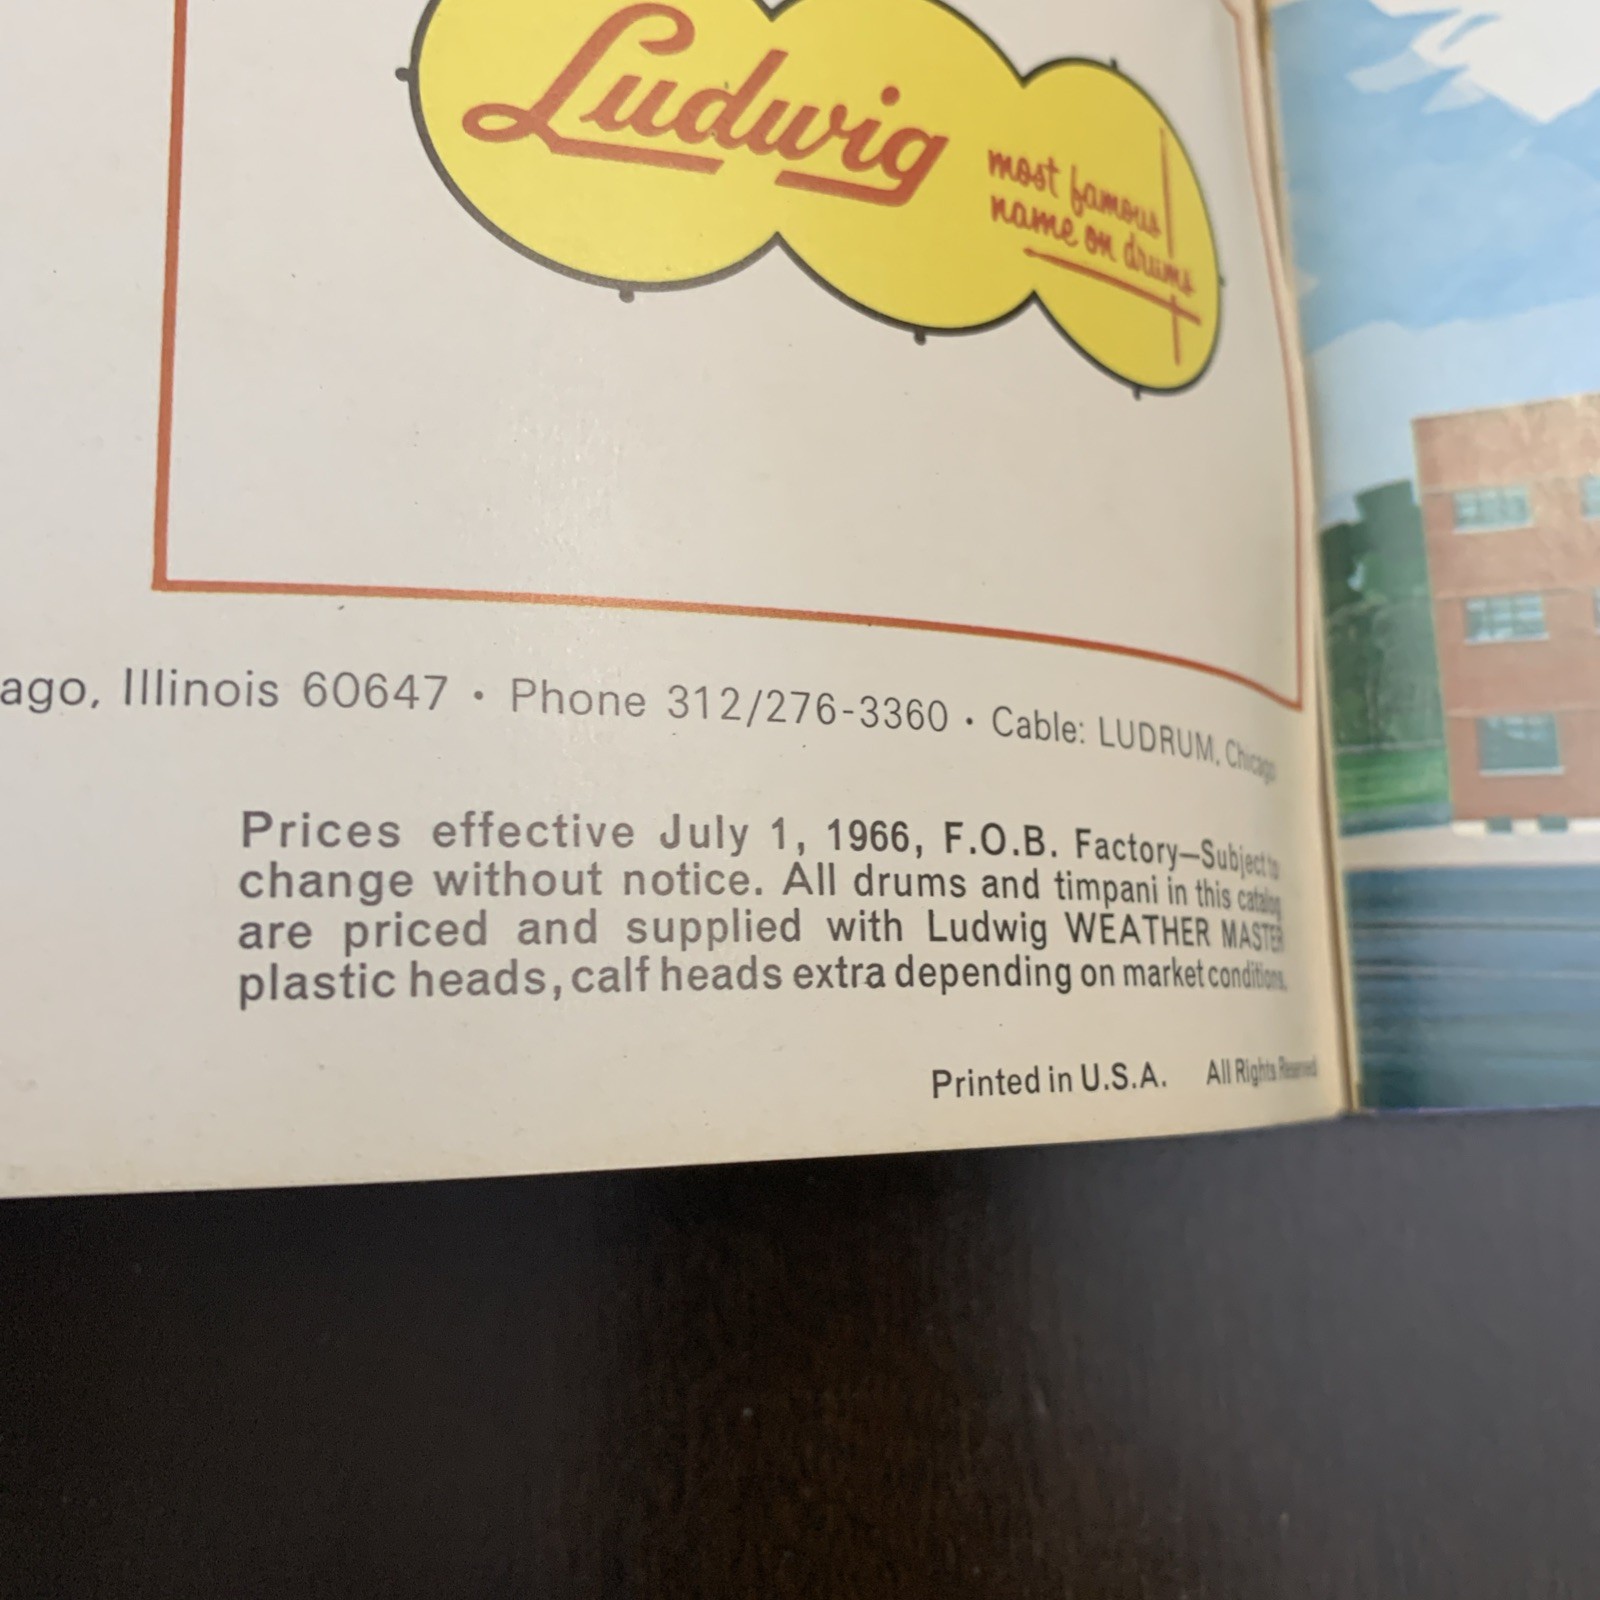 Ludwig
most famous
name on drums
ago, Illinois 60647 • Phone 312/276-3360 • Cable: LUDRUM, Chicago
Prices effective July 1, 1966, F.O.B. Factory—Subject to
change without notice. All drums and timpani in this catalog
are priced and supplied with Ludwig WEATHER MASTER
plastic heads, calf heads extra depending on market conditions.
Printed in U.S.A. All Rights Reserved